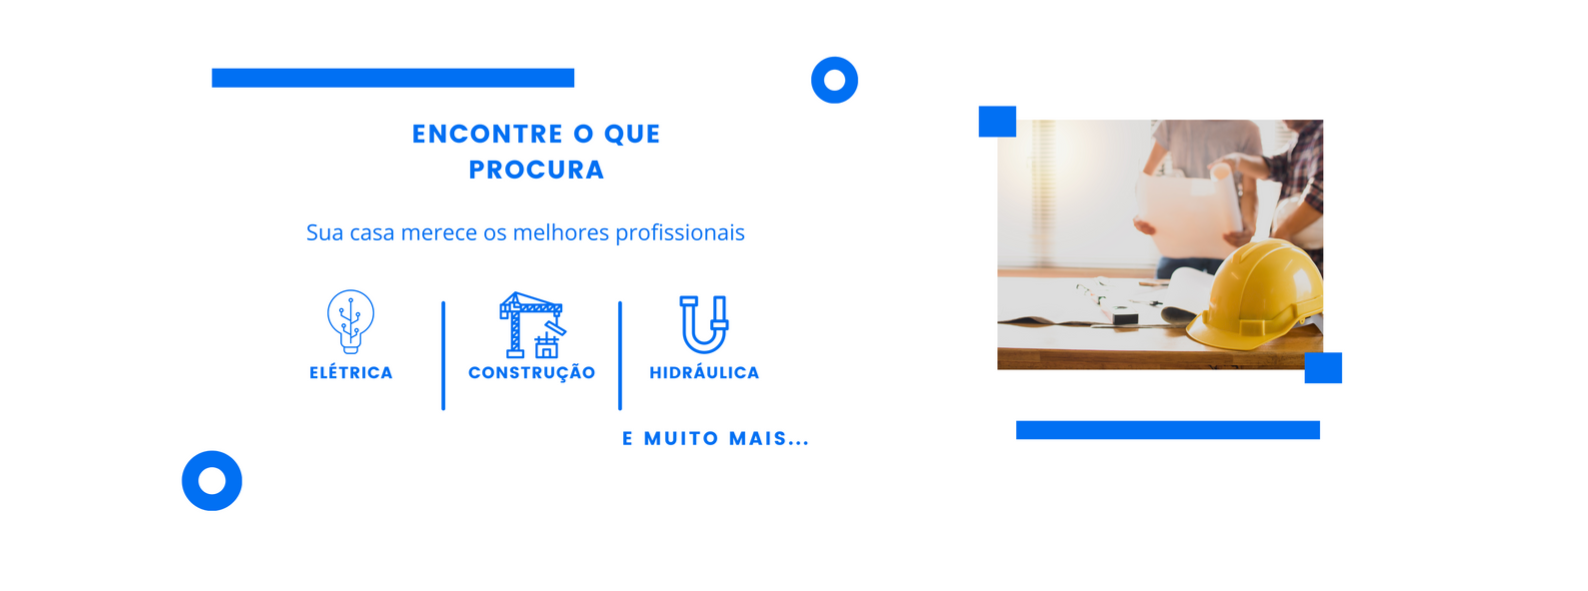 ENCONTRE O QUE
PROCURA
Sua casa merece os melhores profissionais
ELÉTRICA
CONSTRUÇÃO
HIDRÁULICA
E MUITO MAIS...